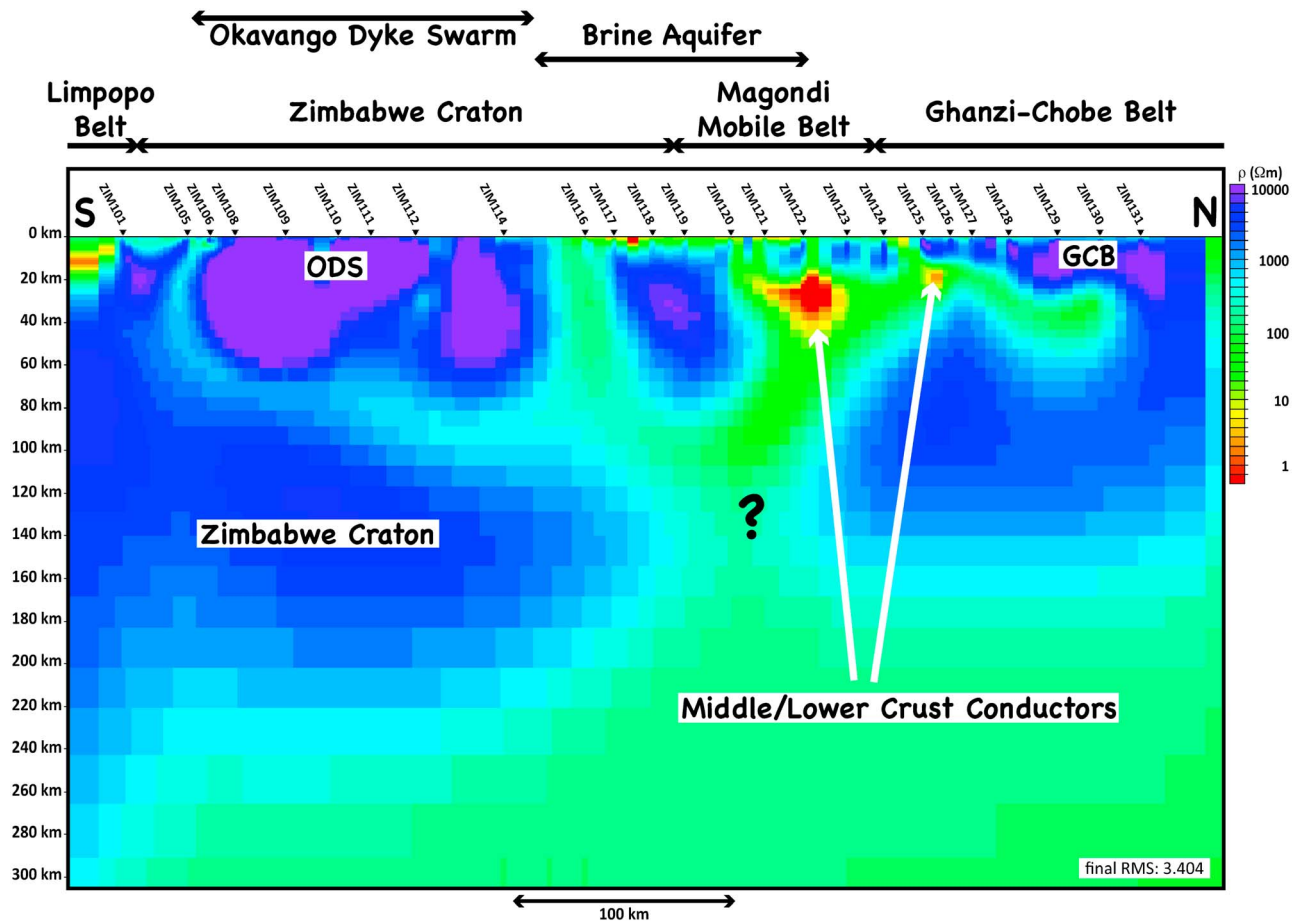 Okavango Dyke Swarm
Brine Aquifer
Limpopo
Belt
Zimbabwe Craton
Magondi
Mobile Belt
Ghanzi-Chobe Belt
ρ (Ωm)
S
ZIM101
ZIM105
ZIM106
ZIM108
ZIM109
ZIM110
ZIM111
ZIM112
ZIM114
ZIM116
ZIM117
ZIM118
ZIM119
ZIM120
ZIM121
ZIM122
ZIM123
ZIM124
ZIM125
ZIM126
ZIM127
ZIM128
ZIM129
ZIM130
ZIM131
N
10000
1000
100
10
1
0 km
20 km
40 km
60 km
80 km
100 km
120 km
140 km
160 km
180 km
200 km
220 km
240 km
260 km
280 km
300 km
ODS
GCB
?
Zimbabwe Craton
Middle/Lower Crust Conductors
final RMS: 3.404
100 km